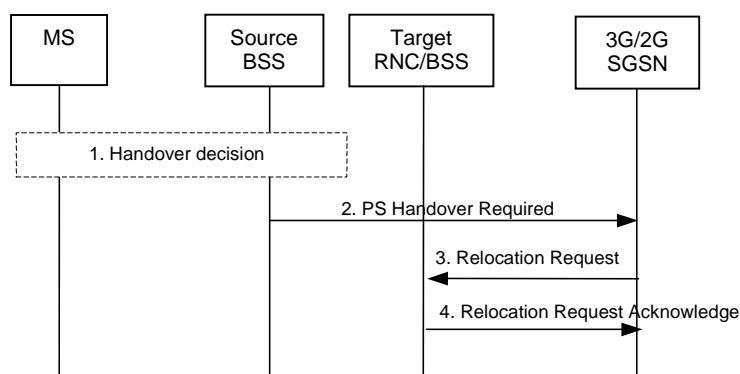 MS
Source
BSS
Target
RNC/BSS
3G/2G
SGSN
1. Handover decision
2. PS Handover Required
3. Relocation Request
4. Relocation Request Acknowledge